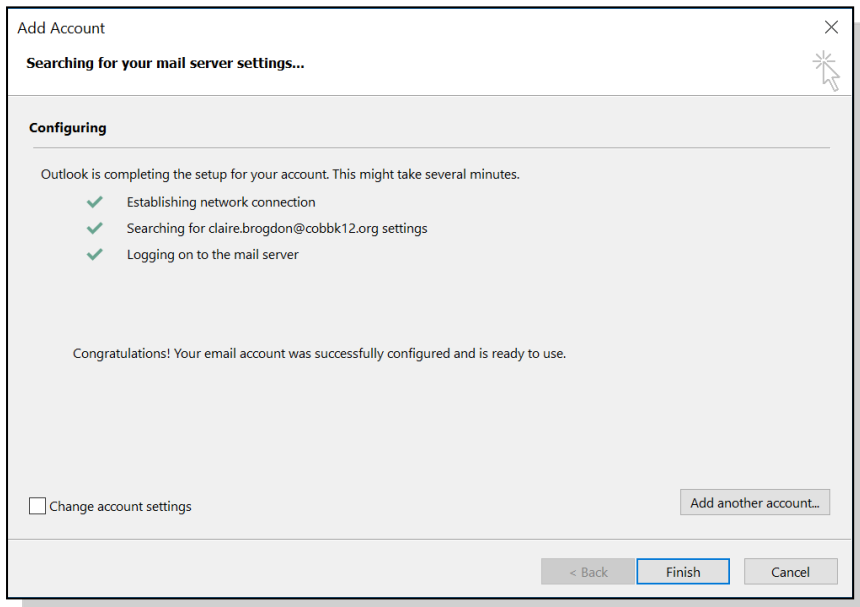 Add Account
Searching for your mail server settings...
Configuring
Outlook is completing the setup for your account. This might take several minutes.
Establishing network connection
Searching for claire.brogdon@cobbk12.org settings
Logging on to the mail server
Congratulations! Your email account was successfully configured and is ready to use.
Change account settings
Add another account...
< Back
Finish
Cancel